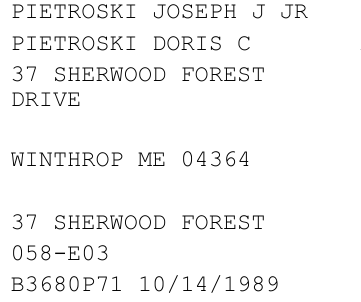 PIETROSKI JOSEPH J JR
PIETROSKI DORIS C
37 SHERWOOD FOREST
DRIVE
WINTHROP ME 04364
37 SHERWOOD FOREST
058-E03
B3680P71 10/14/1989